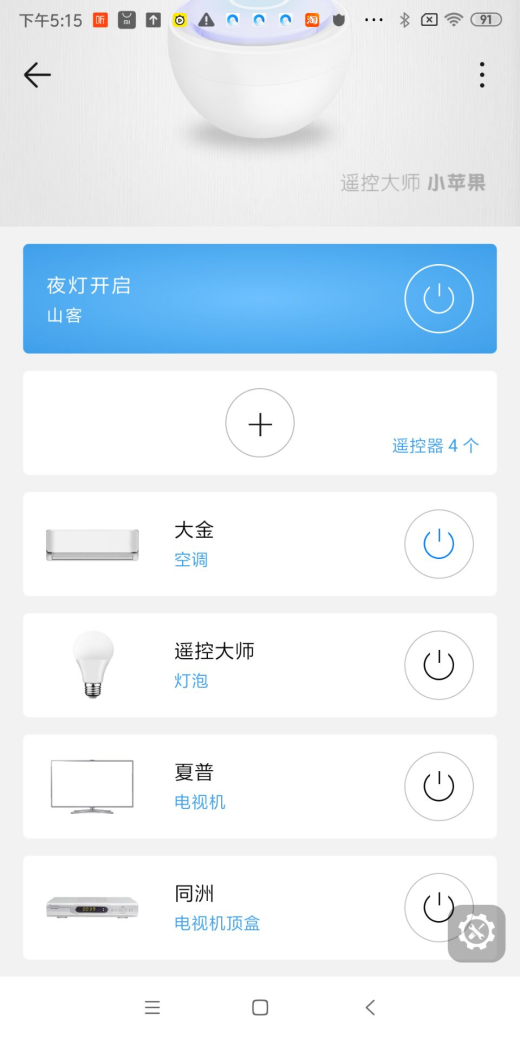 下午5:15
91
遥控大师 小苹果
夜灯开启
山客
遥控器 4 个
大金
空调
遥控大师
灯泡
夏普
电视机
同洲
电视机顶盒